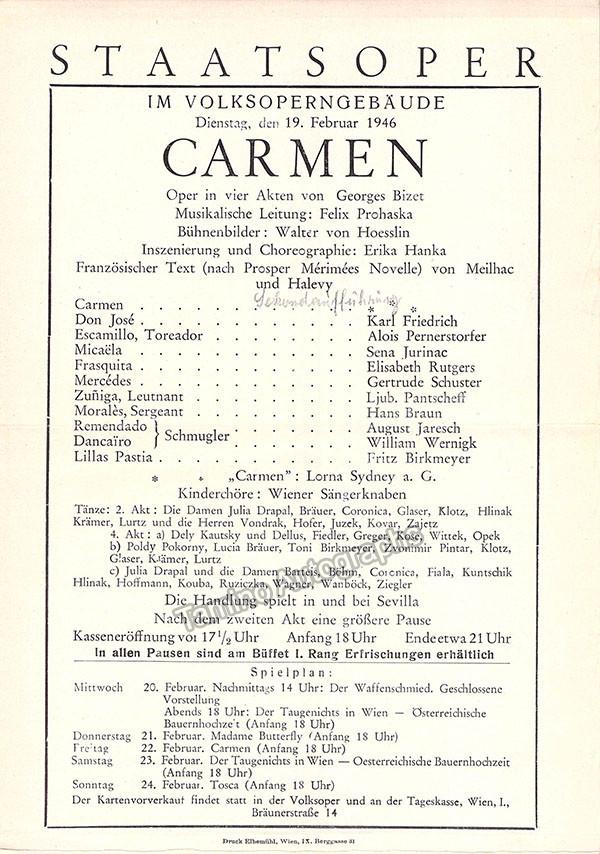 STAATSOPER
IM VOLKSOPERNGEBÄUDE
Dienstag, den 19. Februar 1946
CARMEN
Oper in vier Akten von Georges Bizet
Musikalische Leitung: Felix Prohaska
Bühnenbilder: Walter von Hoesslin
Inszenierung und Choreographie: Erika Hanka
Französischer Text (nach Prosper Mérimées Novelle) von Meilhac
und Halevy
Carmen . . . . . . . . . . . . * * *
Don José . . . . . . . . . . . . Karl Friedrich
Escamillo, Toreador . . . . . . . . Alois Pernerstorfer
Micaëla . . . . . . . . . . . . Sena Jurinac
Frasquita . . . . . . . . . . . Elisabeth Rutgers
Mercédes . . . . . . . . . . . Gertrude Schuster
Zuñiga, Leutnant . . . . . . . . . Ljub. Pantscheff
Moralès, Sergeant . . . . . . . . . Hans Braun
Remendado } Schmugler . . . . . . August Jaresch
Dancaïro } . . . . . . William Wernigk
Lillas Pastia . . . . . . . . . . Fritz Birkmeyer
* * „Carmen": Lorna Sydney a. G.
Kinderchöre: Wiener Sängerknaben
Tänze: 2. Akt: Die Damen Julia Drapal, Bräuer, Coronica, Glaser, Klotz, Hlinak
Krämer, Lurtz und die Herren Vondrak, Hofer, Juzek, Kovar, Zajetz
4. Akt: a) Dely Kautsky und Dellus, Fiedler, Greger, Kose, Wittek, Opek
b) Poldy Pokorny, Lucia Bräuer, Toni Birkmeyer, Zvonimir Pintar, Klotz,
Glaser, Krämer, Lurtz
c) Julia Drapal und die Damen Barteis, Böhm, Coronica, Fiala, Kuntschik
Hlinak, Hoffmann, Kouba, Ruziczka, Wagner, Wanböck, Ziegler
Die Handlung spielt in und bei Sevilla
Nach dem zweiten Akt eine größere Pause
Kasseneröffnung vor 17½ Uhr Anfang 18 Uhr Ende etwa 21 Uhr
In allen Pausen sind am Büffet I. Rang Erfrischungen erhältlich
Spielplan:
Mittwoch 20. Februar. Nachmittags 14 Uhr: Der Waffenschmied. Geschlossene
Vorstellung
Abends 18 Uhr: Der Taugenichts in Wien — Österreichische
Bauernhochzeit (Anfang 18 Uhr)
Donnerstag 21. Februar. Madame Butterfly (Anfang 18 Uhr)
Freitag 22. Februar. Carmen (Anfang 18 Uhr)
Samstag 23. Februar. Der Taugenichts in Wien — Oesterreichische Bauernhochzeit
(Anfang 18 Uhr)
Sonntag 24. Februar. Tosca (Anfang 18 Uhr)
Der Kartenvorverkauf findet statt in der Volksoper und an der Tageskasse, Wien, I.,
Bräunerstraße 14
Druck Elbemühl, Wien, IX. Berggasse 31
Tamino Autographs